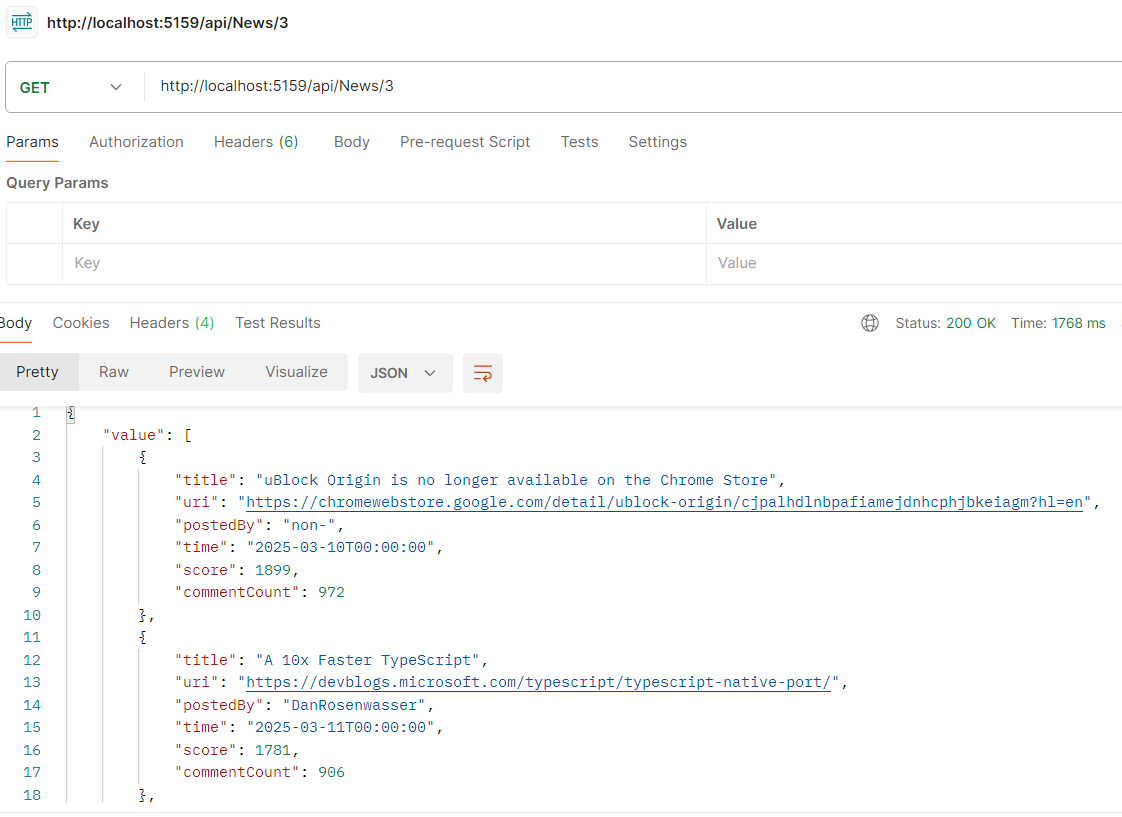 HTTP http://localhost:5159/api/News/3
GET http://localhost:5159/api/News/3
Params Authorization Headers (6) Body Pre-request Script Tests Settings
Query Params
Key Value
Key Value
Body Cookies Headers (4) Test Results Status: 200 OK Time: 1768 ms
Pretty Raw Preview Visualize JSON
1 {
2 "value": [
3 {
4 "title": "uBlock Origin is no longer available on the Chrome Store",
5 "uri": "https://chromewebstore.google.com/detail/ublock-origin/cjpalhdlnbpafiamejdnhcphjbkeiagm?hl=en",
6 "postedBy": "non-",
7 "time": "2025-03-10T00:00:00",
8 "score": 1899,
9 "commentCount": 972
10 },
11 {
12 "title": "A 10x Faster TypeScript",
13 "uri": "https://devblogs.microsoft.com/typescript/typescript-native-port/",
14 "postedBy": "DanRosenwasser",
15 "time": "2025-03-11T00:00:00",
16 "score": 1781,
17 "commentCount": 906
18 },